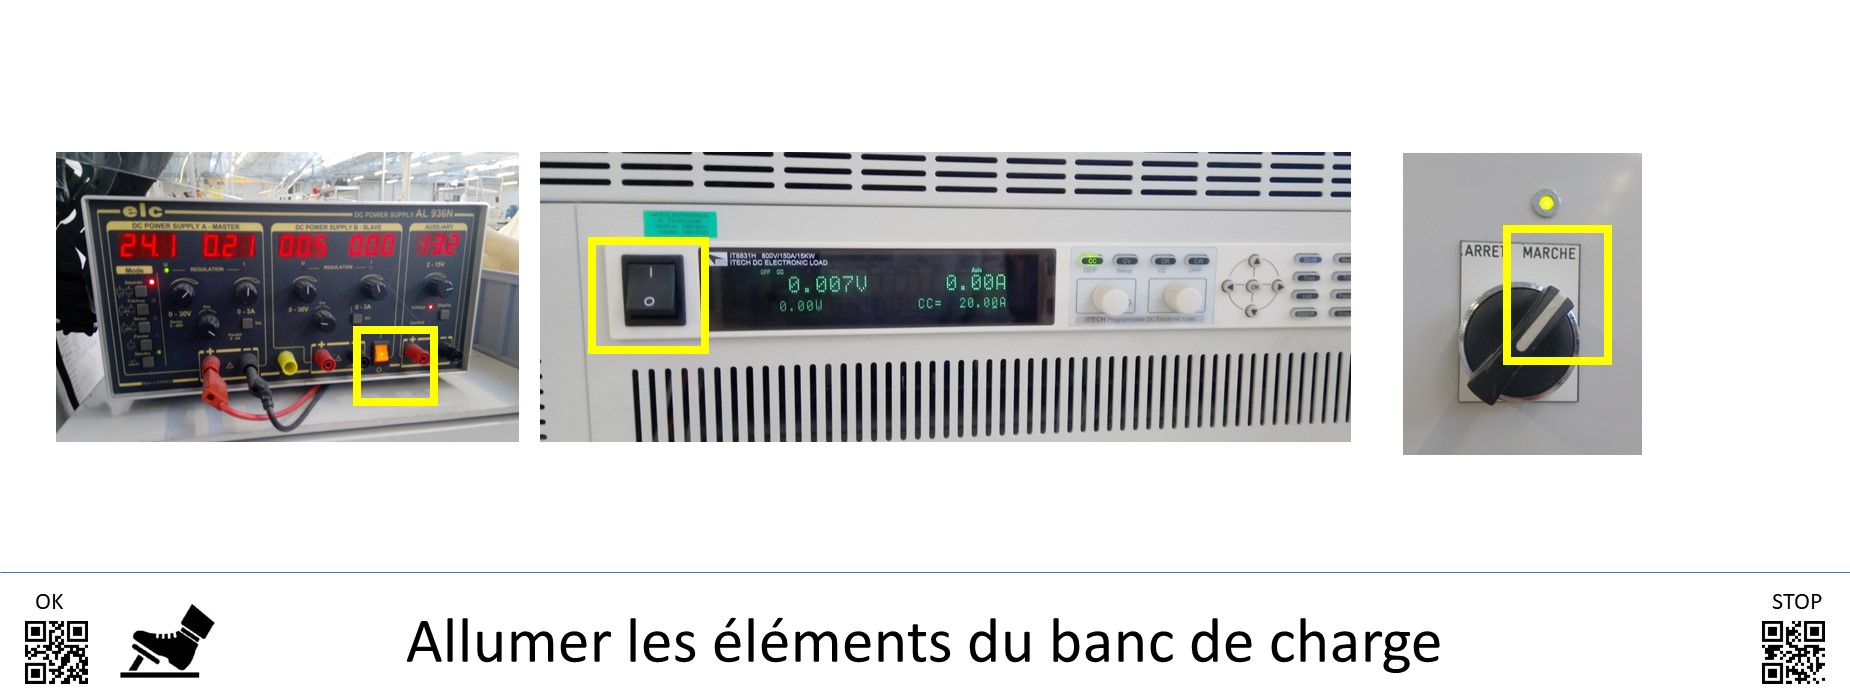 elc
DC POWER SUPPLY AL 936N
DC POWER SUPPLY A - MASTER
DC POWER SUPPLY B - SLAVE
AUXILIARY
24.1 0.21 00.5 0.00 13.2
Mode
REGULATION
REGULATION
2 - 15V
0 - 30V
0 - 3A
0 - 30V
0 - 3A
IT8831H 800V/150A/15KW
ITECH DC ELECTRONIC LOAD
OFF CC
Auto
0.007V 0.00A
0.00W CC= 20.00A
CC CV CR CW
ITECH Programmable DC Electronic Load
ARRET MARCHE
OK
STOP
Allumer les éléments du banc de charge